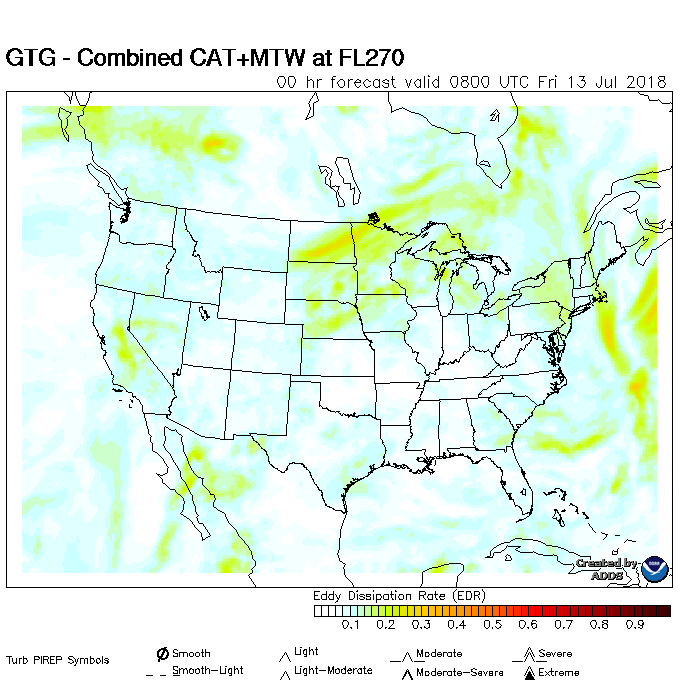 GTG - Combined CAT+MTW at FL270
00 hr forecast valid 0800 UTC Fri 13 Jul 2018
Created by
ADDS
Eddy Dissipation Rate (EDR)
0.1 0.2 0.3 0.4 0.5 0.6 0.7 0.8 0.9
Turb PIREP Symbols
Smooth Light Moderate Severe
Smooth-Light Light-Moderate Moderate-Severe Extreme